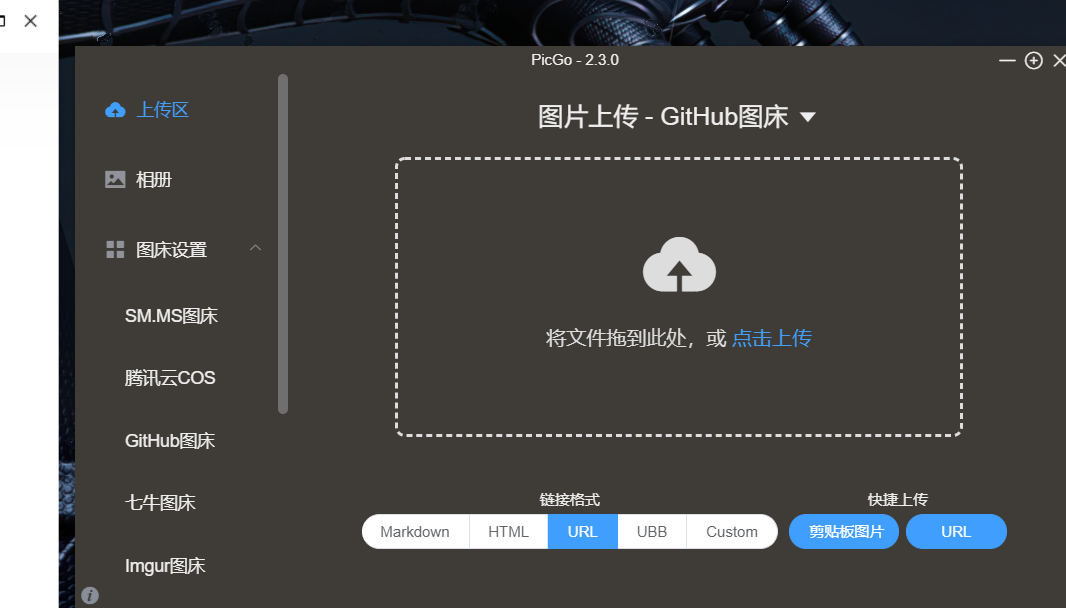 PicGo - 2.3.0
上传区
相册
图床设置
SM.MS图床
腾讯云COS
GitHub图床
七牛图床
Imgur图床
图片上传 - GitHub图床
将文件拖到此处，或 点击上传
链接格式
Markdown HTML URL UBB Custom
快捷上传
剪贴板图片 URL